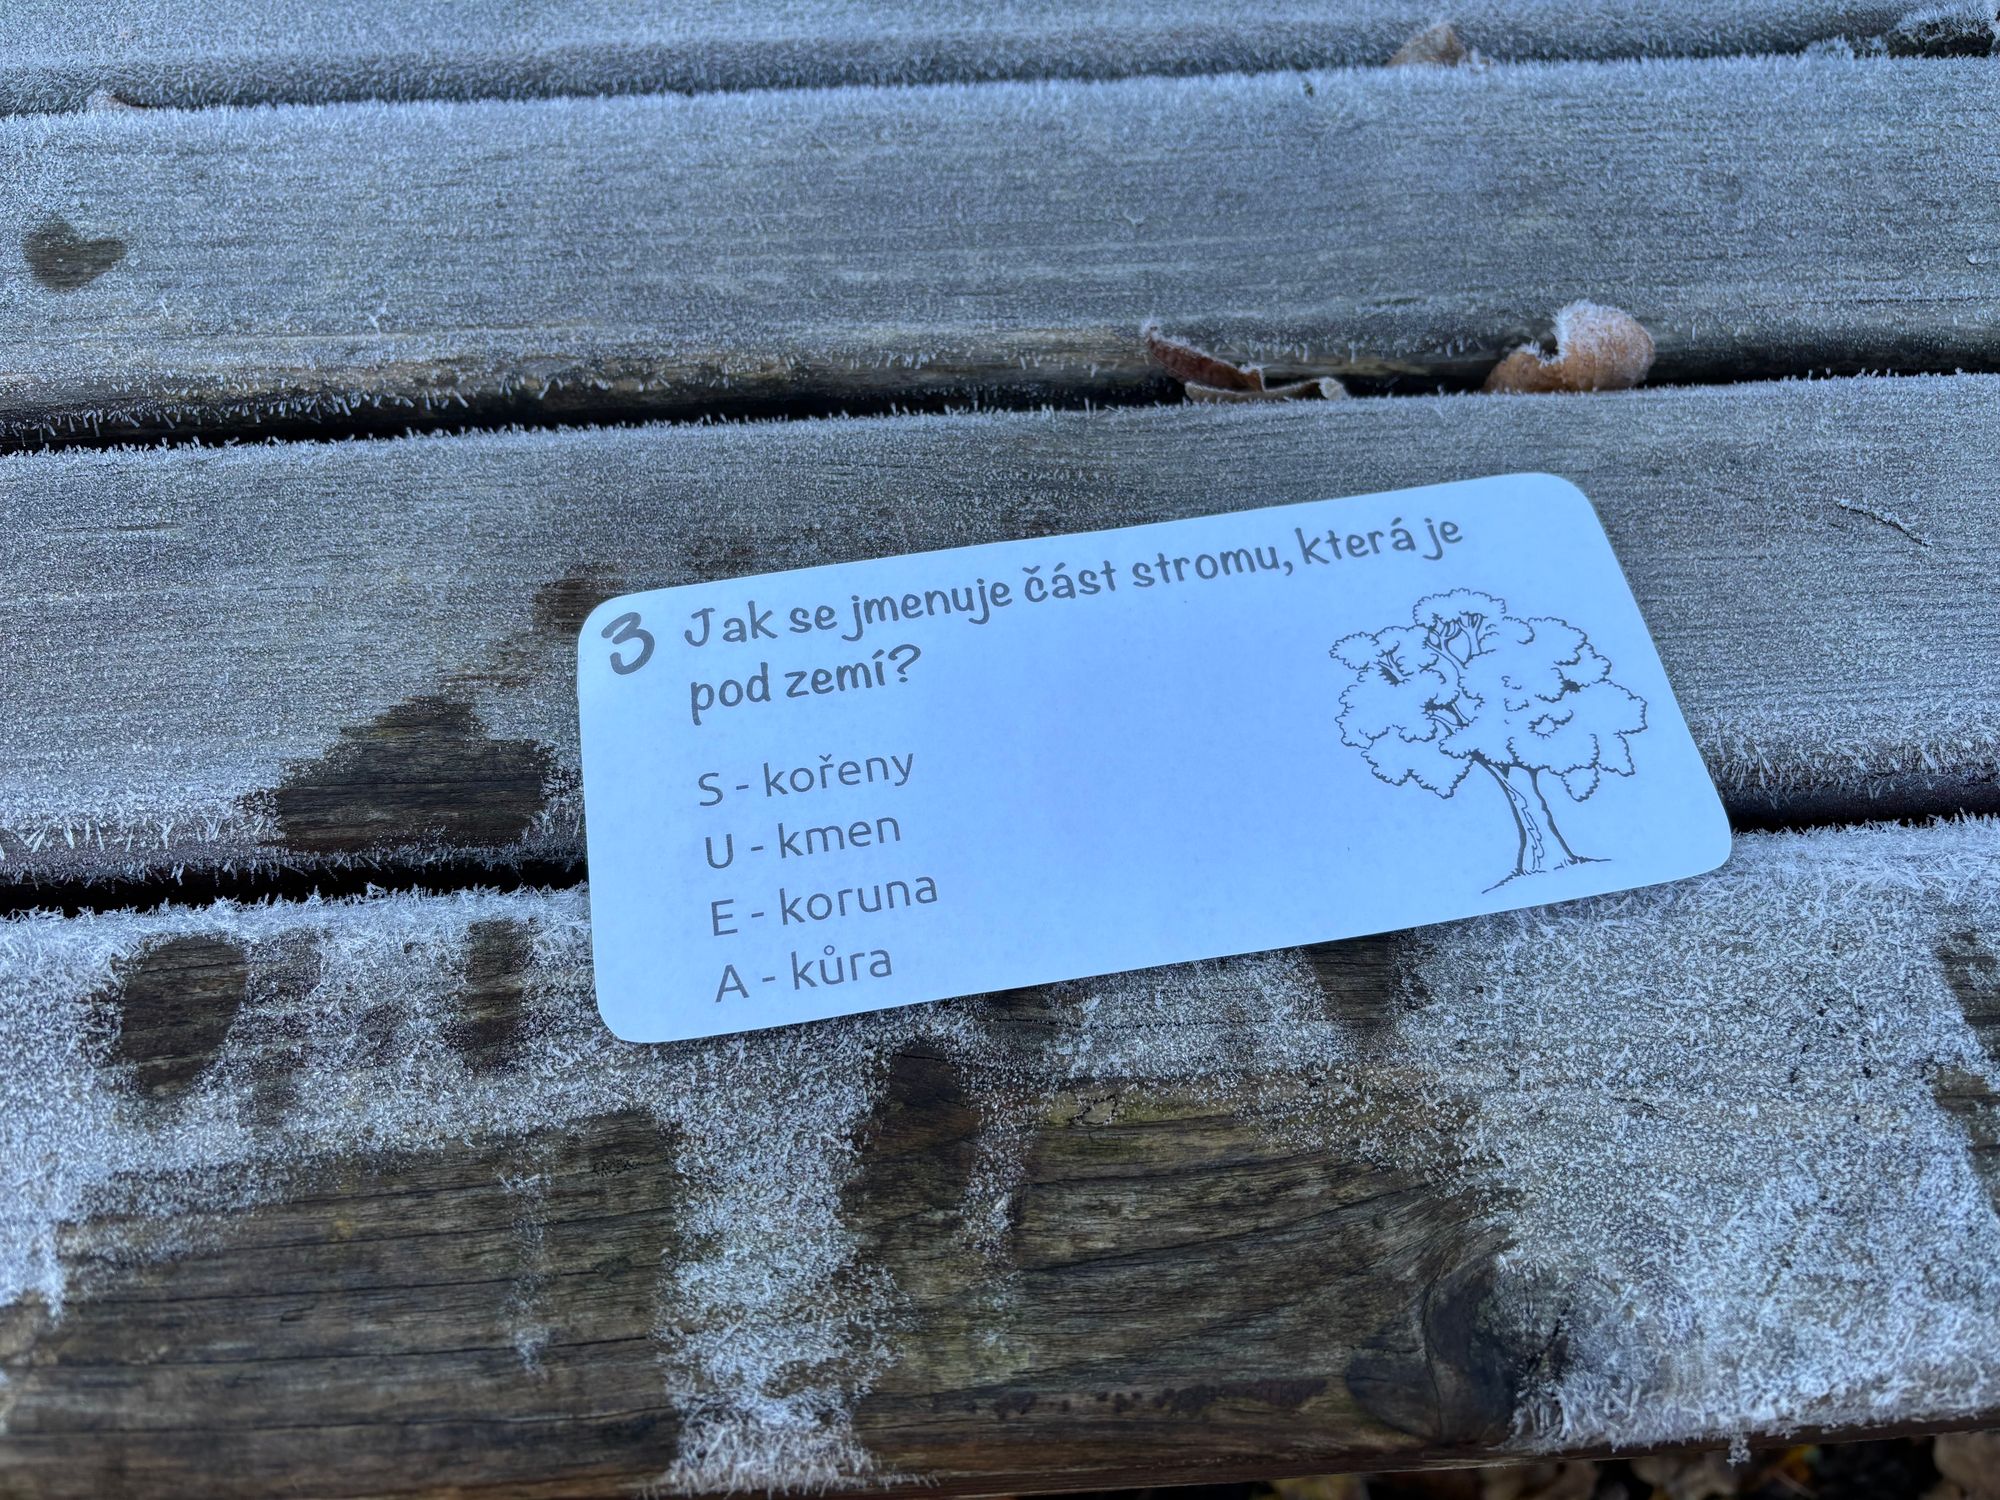 3 Jak se jmenuje část stromu, která je
pod zemí?
S - kořeny
U - kmen
E - koruna
A - kůra